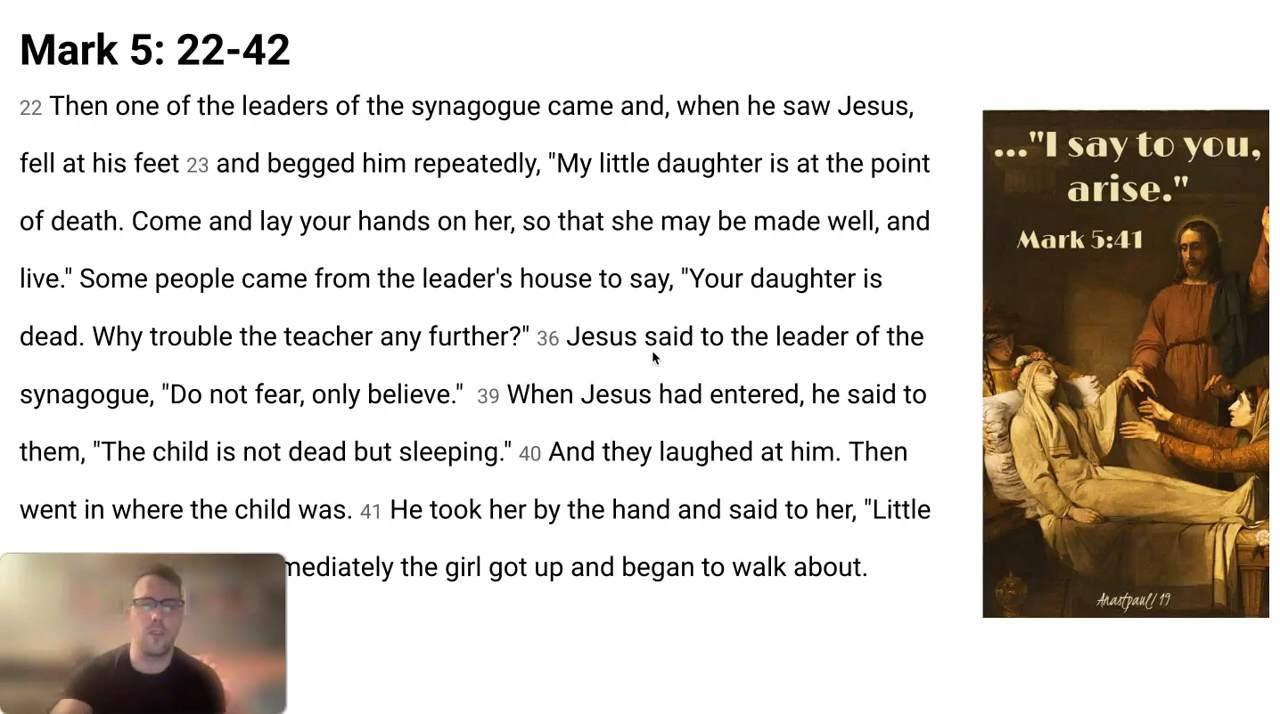 Mark 5: 22-42
22 Then one of the leaders of the synagogue came and, when he saw Jesus,
fell at his feet 23 and begged him repeatedly, "My little daughter is at the point
of death. Come and lay your hands on her, so that she may be made well, and
live." Some people came from the leader's house to say, "Your daughter is
dead. Why trouble the teacher any further?" 36 Jesus said to the leader of the
synagogue, "Do not fear, only believe." 39 When Jesus had entered, he said to
them, "The child is not dead but sleeping." 40 And they laughed at him. Then
went in where the child was. 41 He took her by the hand and said to her, "Little
mediately the girl got up and began to walk about.
..."I say to you,
arise."
Mark 5:41
Anastpaul/19